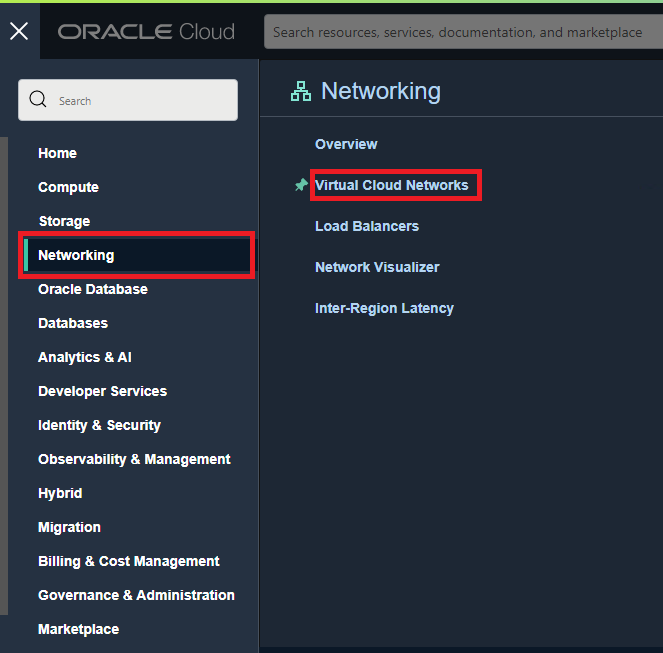 ORACLE Cloud
Search resources, services, documentation, and marketplace
Search
Home
Compute
Storage
Networking
Oracle Database
Databases
Analytics & AI
Developer Services
Identity & Security
Observability & Management
Hybrid
Migration
Billing & Cost Management
Governance & Administration
Marketplace
Networking
Overview
Virtual Cloud Networks
Load Balancers
Network Visualizer
Inter-Region Latency